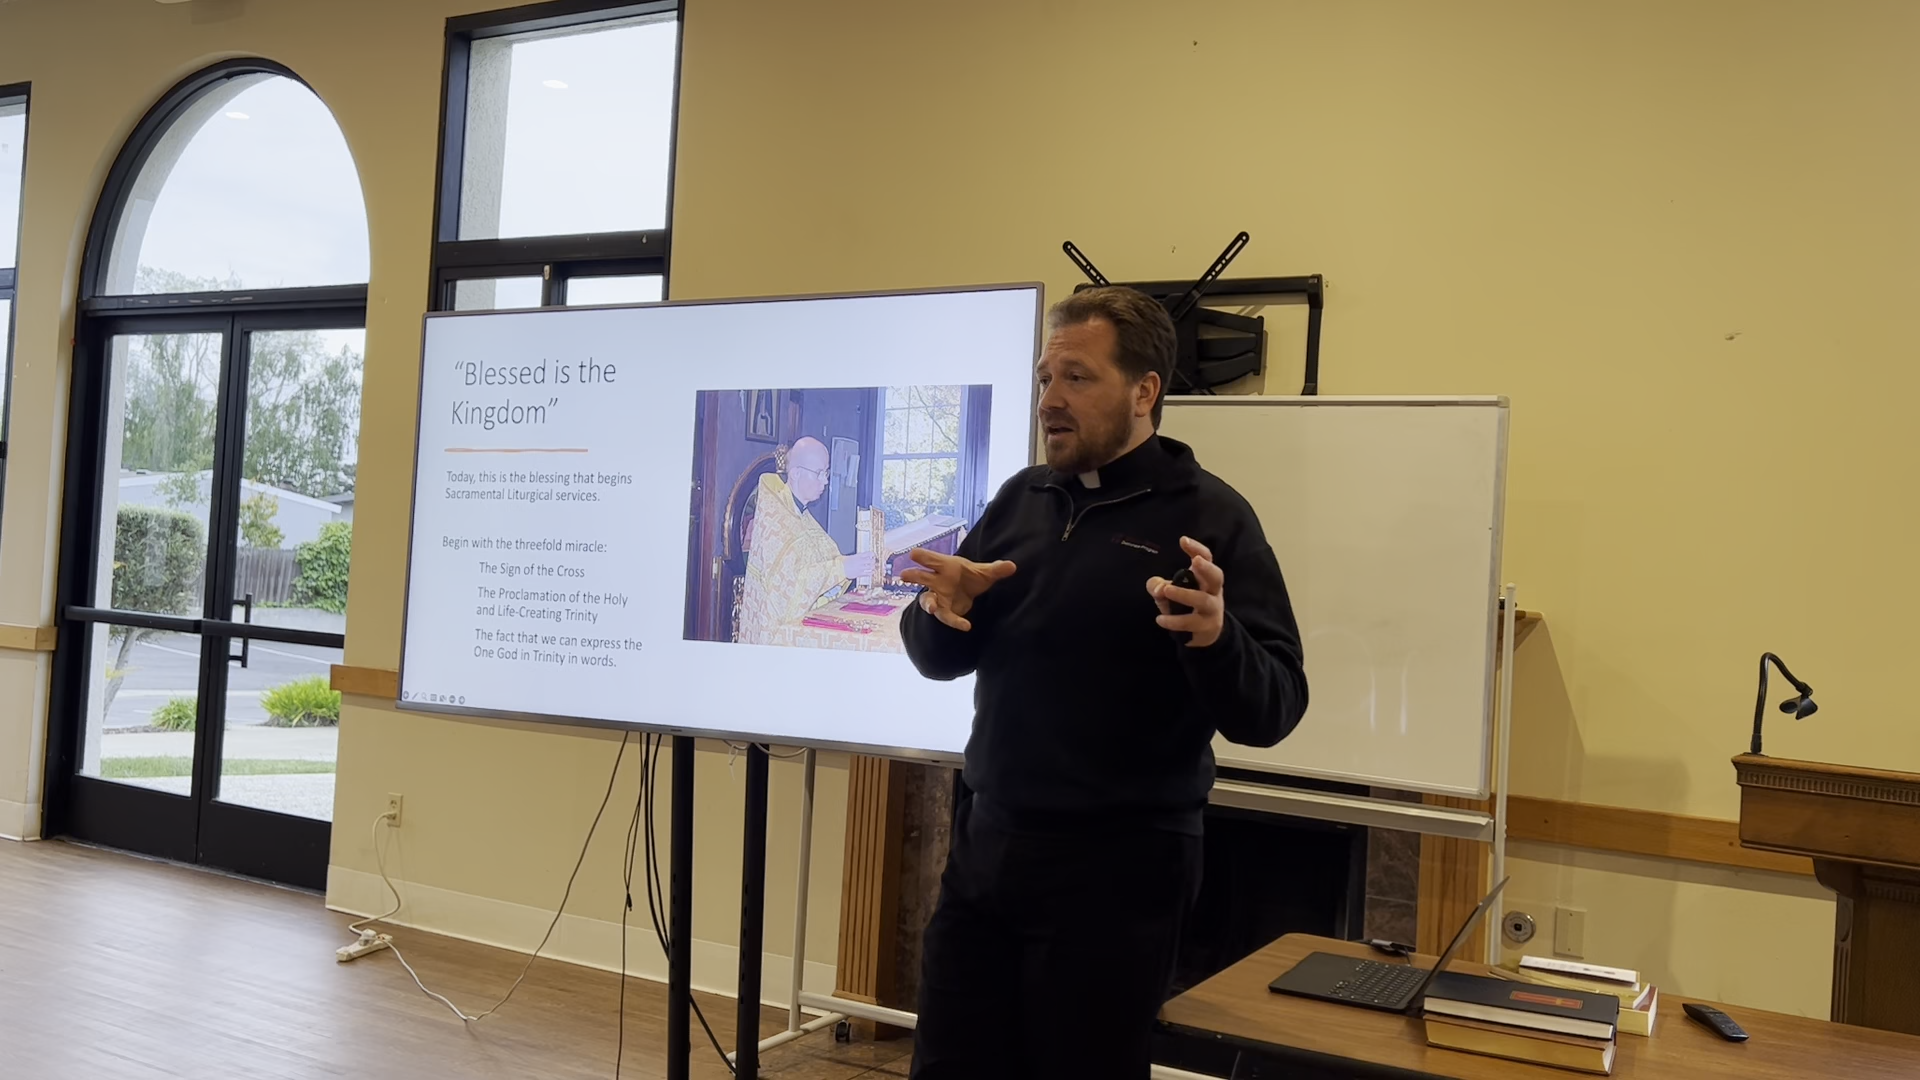 “Blessed is the
Kingdom”
Today, this is the blessing that begins
Sacramental Liturgical services.
Begin with the threefold miracle:
The Sign of the Cross
The Proclamation of the Holy
and Life-Creating Trinity
The fact that we can express the
One God in Trinity in words.